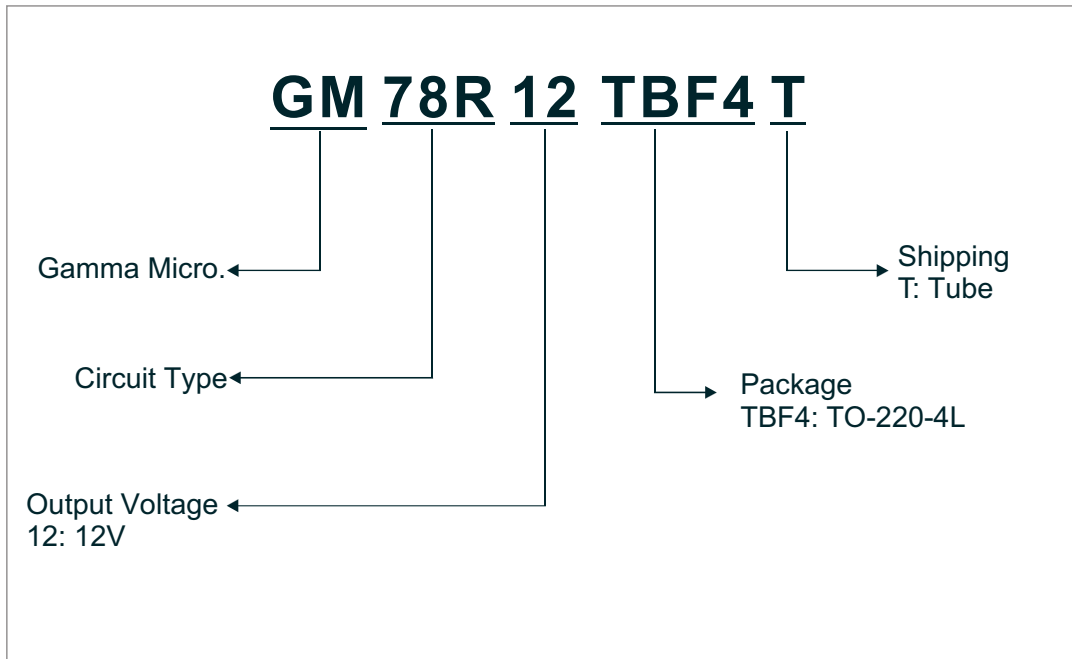 GM 78R 12 TBF4 T
Gamma Micro.
Shipping
T: Tube
Circuit Type
Package
TBF4: TO-220-4L
Output Voltage
12: 12V